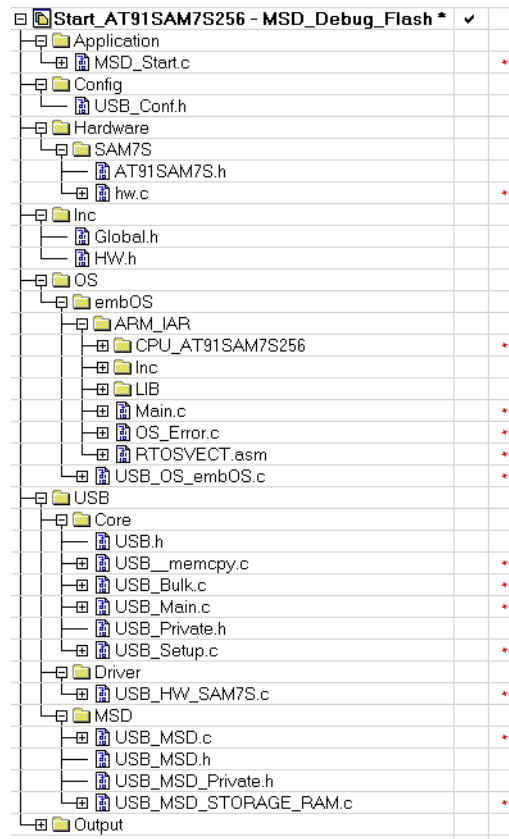 Start_AT91SAM7S256 - MSD_Debug_Flash *
Application
MSD_Start.c
Config
USB_Conf.h
Hardware
SAM7S
AT91SAM7S.h
hw.c
Inc
Global.h
HW.h
OS
embOS
ARM_IAR
CPU_AT91SAM7S256
Inc
LIB
Main.c
OS_Error.c
RTOSVECT.asm
USB_OS_embOS.c
USB
Core
USB.h
USB__memcpy.c
USB_Bulk.c
USB_Main.c
USB_Private.h
USB_Setup.c
Driver
USB_HW_SAM7S.c
MSD
USB_MSD.c
USB_MSD.h
USB_MSD_Private.h
USB_MSD_STORAGE_RAM.c
Output